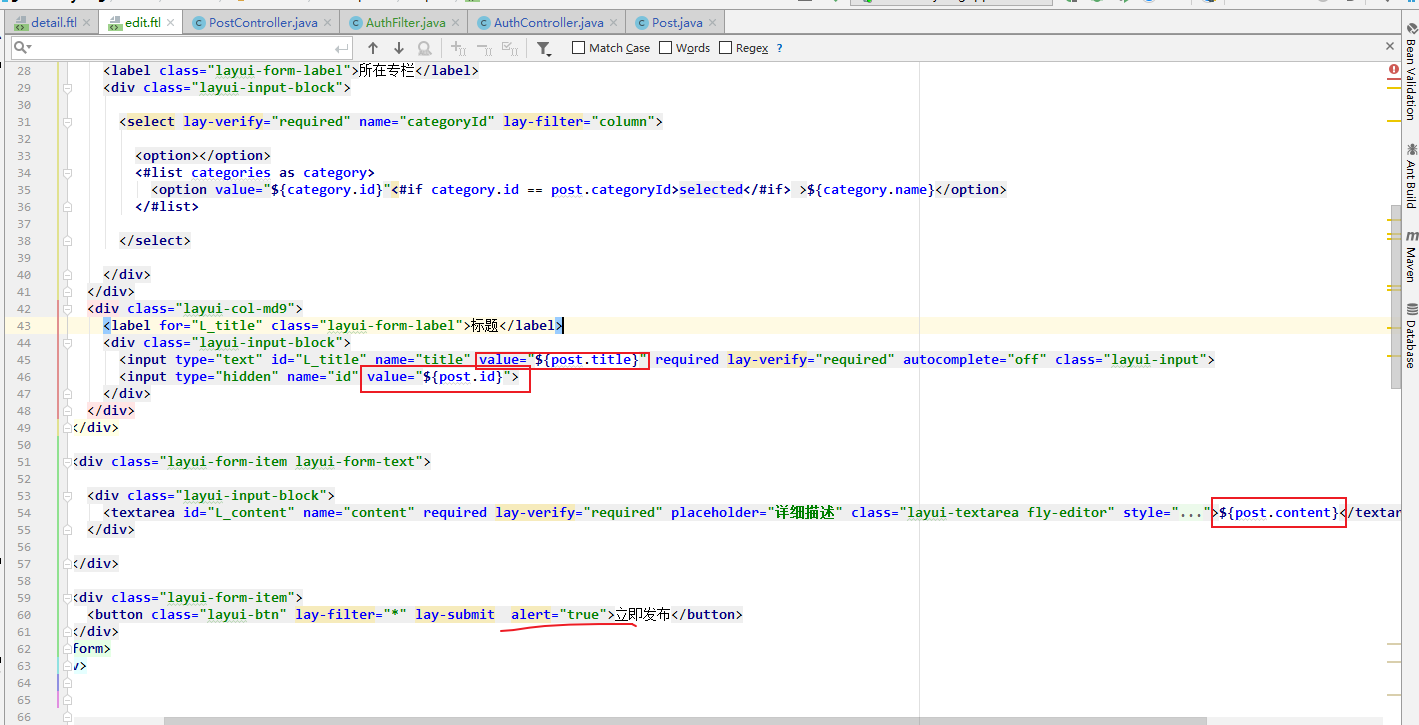 detail.ftl
edit.ftl
PostController.java
AuthFilter.java
AuthController.java
Post.java
Match Case
Words
Regex
?
28 <label class="layui-form-label">所在专栏</label>
29 <div class="layui-input-block">
30
31 <select lay-verify="required" name="categoryId" lay-filter="column">
32
33 <option></option>
34 <#list categories as category>
35 <option value="${category.id}"<#if category.id == post.categoryId>selected</#if> >${category.name}</option>
36 </#list>
37
38 </select>
39
40 </div>
41 </div>
42 <div class="layui-col-md9">
43 <label for="L_title" class="layui-form-label">标题</label>
44 <div class="layui-input-block">
45 <input type="text" id="L_title" name="title" value="${post.title}" required lay-verify="required" autocomplete="off" class="layui-input">
46 <input type="hidden" name="id" value="${post.id}">
47 </div>
48 </div>
49 </div>
50
51 <div class="layui-form-item layui-form-text">
52
53 <div class="layui-input-block">
54 <textarea id="L_content" name="content" required lay-verify="required" placeholder="详细描述" class="layui-textarea fly-editor" style="...">${post.content}</textar
55 </div>
56
57 </div>
58
59 <div class="layui-form-item">
60 <button class="layui-btn" lay-filter="*" lay-submit alert="true">立即发布</button>
61 </div>
62 form>
63 v>
64
65
66
Bean Validation
Ant Build
Maven
Database